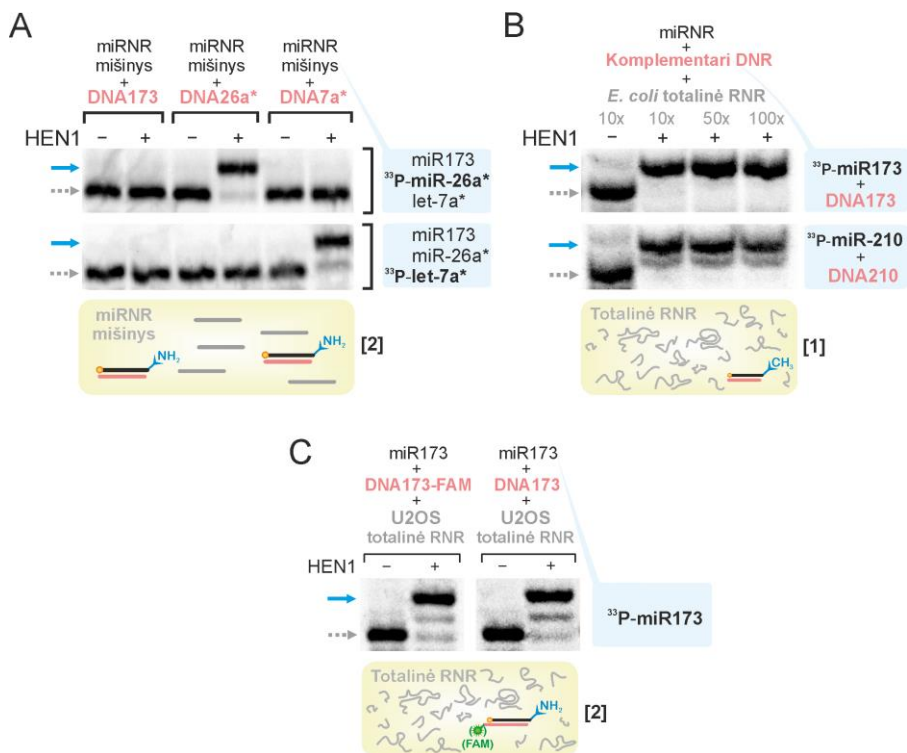 A
miRNR
mišinys
+
DNA173
miRNR
mišinys
+
DNA26a*
miRNR
mišinys
+
DNA7a*
HEN1 – + – + – +
miR173
³³P-miR-26a*
let-7a*
miR173
miR-26a*
³³P-let-7a*
miRNR
mišinys
NH₂
NH₂
[2]
B
miRNR
+
Komplementari DNR
+
E. coli totalinė RNR
10x 10x 50x 100x
HEN1 – + + +
³³P-miR173
+
DNA173
³³P-miR-210
+
DNA210
Totalinė RNR
CH₃
[1]
C
miR173
+
DNA173-FAM
+
U2OS
totalinė RNR
miR173
+
DNA173
+
U2OS
totalinė RNR
HEN1 – + – +
³³P-miR173
Totalinė RNR
NH₂
(FAM)
[2]